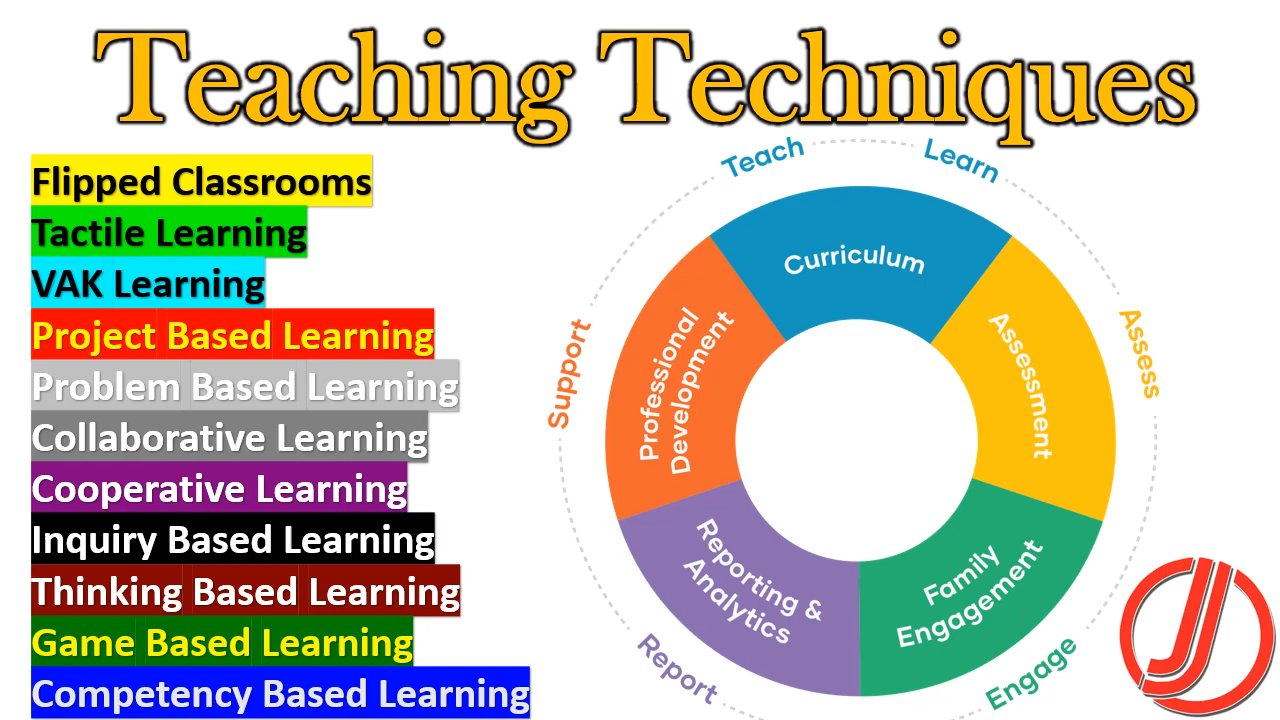 Teaching Techniques
Flipped Classrooms
Tactile Learning
VAK Learning
Project Based Learning
Problem Based Learning
Collaborative Learning
Cooperative Learning
Inquiry Based Learning
Thinking Based Learning
Game Based Learning
Competency Based Learning
Teach
Learn
Assess
Engage
Report
Support
Curriculum
Assessment
Family
Engagement
Reporting &
Analytics
Professional
Development